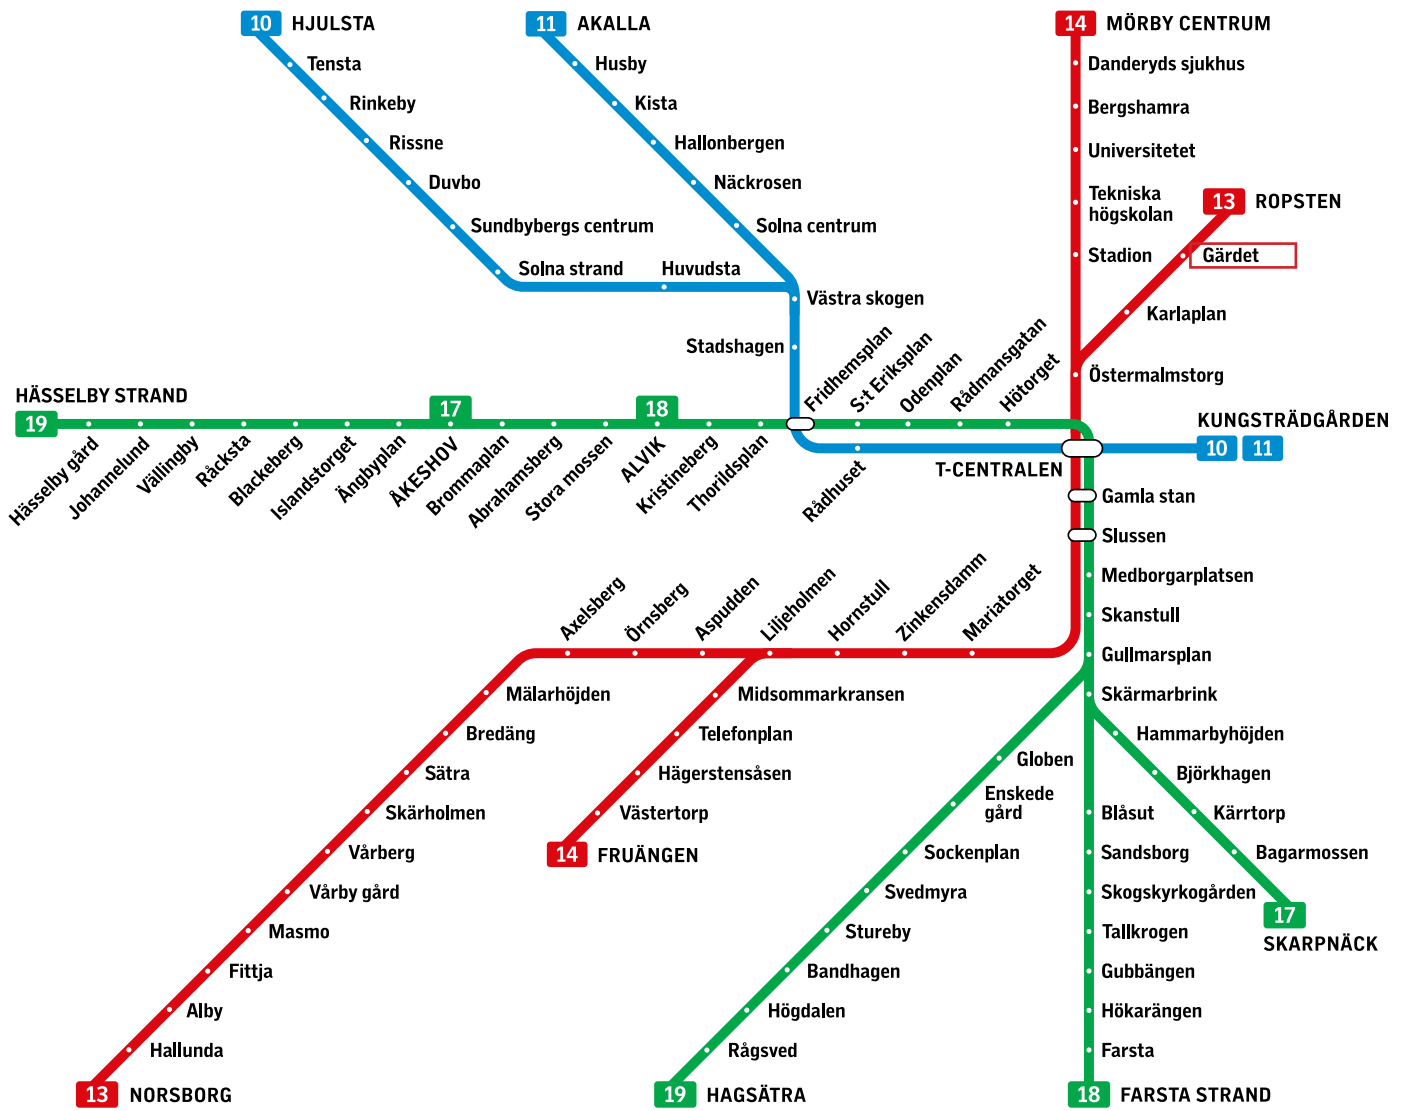 10 HJULSTA
11 AKALLA
14 MÖRBY CENTRUM
Tensta
Husby
Danderyds sjukhus
Rinkeby
Kista
Bergshamra
Rissne
Hallonbergen
Universitetet
Duvbo
Näckrosen
Tekniska
högskolan
13 ROPSTEN
Sundbybergs centrum
Solna centrum
Stadion
Gärdet
Solna strand
Huvudsta
Västra skogen
Karlaplan
Stadshagen
Östermalmstorg
Fridhemsplan
S:t Eriksplan
Odenplan
Rådmansgatan
Hötorget
HÄSSELBY STRAND
19
17
18
KUNGSTRÄDGÅRDEN
10 11
Hässelby gård
Johannelund
Vällingby
Råcksta
Blackeberg
Islandstorget
Ängbyplan
ÅKESHOV
Brommaplan
Abrahamsberg
Stora mossen
ALVIK
Kristineberg
Thorildsplan
Rådhuset
T-CENTRALEN
Gamla stan
Slussen
Medborgarplatsen
Skanstull
Gullmarsplan
Skärmarbrink
Axelsberg
Örnsberg
Aspudden
Liljeholmen
Hornstull
Zinkensdamm
Mariatorget
Mälarhöjden
Bredäng
Sätra
Skärholmen
Vårberg
Vårby gård
Masmo
Fittja
Alby
Hallunda
13 NORSBORG
Midsommarkransen
Telefonplan
Hägerstensåsen
Västertorp
14 FRUÄNGEN
Globen
Enskede
gård
Sockenplan
Svedmyra
Stureby
Bandhagen
Högdalen
Rågsved
19 HAGSÄTRA
Hammarbyhöjden
Björkhagen
Kärrtorp
Bagarmossen
17
SKARPNÄCK
Blåsut
Sandsborg
Skogskyrkogården
Tallkrogen
Gubbängen
Hökarängen
Farsta
18 FARSTA STRAND